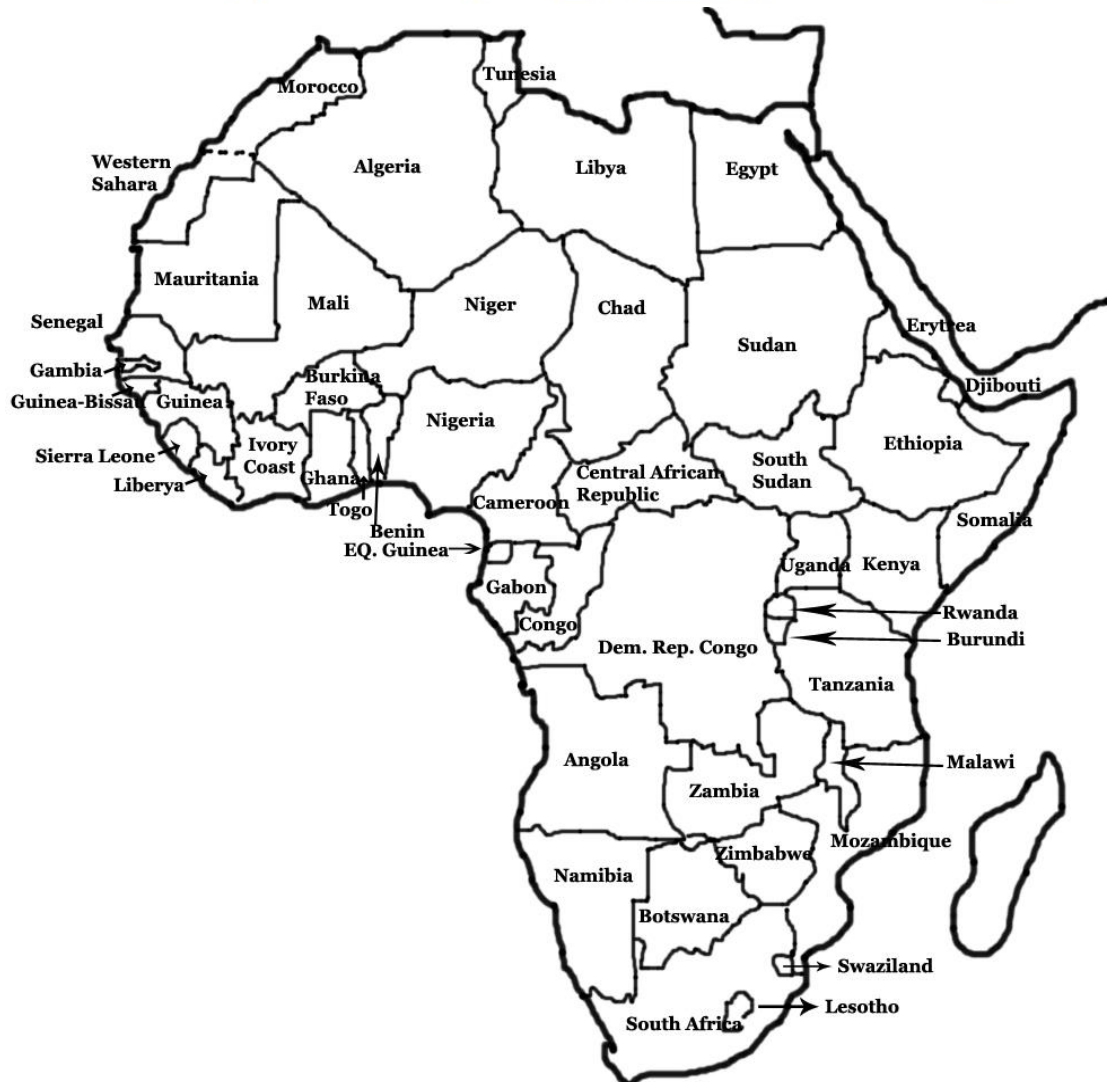 Tunesia
Morocco
Western
Sahara
Algeria
Libya
Egypt
Mauritania
Mali
Niger
Chad
Senegal
Erytrea
Sudan
Gambia
Burkina
Faso
Djibouti
Guinea-Bissau
Guinea
Nigeria
Ivory
Coast
Ethiopia
Sierra Leone
South
Sudan
Central African
Republic
Liberya
Ghana
Togo
Cameroon
Benin
Somalia
EQ. Guinea
Uganda
Kenya
Gabon
Rwanda
Congo
Burundi
Dem. Rep. Congo
Tanzania
Angola
Malawi
Zambia
Mozambique
Zimbabwe
Namibia
Botswana
Swaziland
Lesotho
South Africa